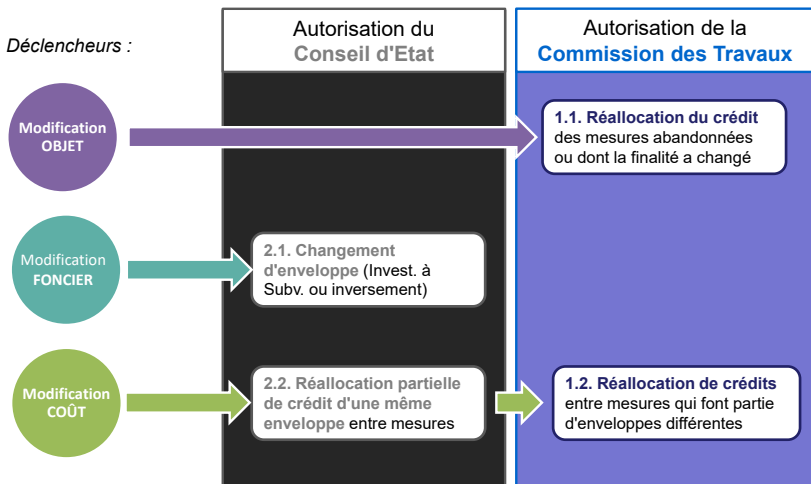 Déclencheurs :
Autorisation du
Conseil d'Etat
Autorisation de la
Commission des Travaux
Modification
OBJET
1.1. Réallocation du crédit
des mesures abandonnées
ou dont la finalité a changé
Modification
FONCIER
2.1. Changement
d'enveloppe (Invest. à
Subv. ou inversement)
Modification
COÛT
2.2. Réallocation partielle
de crédit d'une même
enveloppe entre mesures
1.2. Réallocation de crédits
entre mesures qui font partie
d'enveloppes différentes